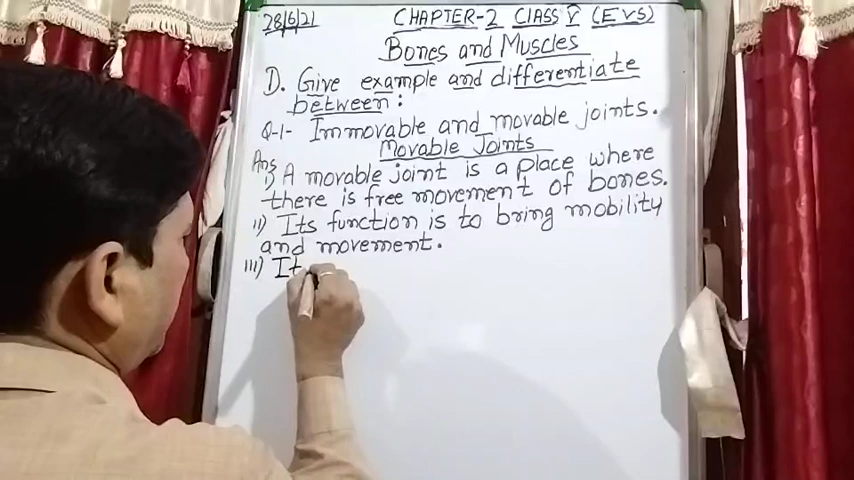 28/6/21 CHAPTER-2 CLASS V (EVS)
Bones and Muscles
D. Give example and differentiate
between :
Q-1- Immovable and movable joints.
Movable Joints
Ans
i) A movable joint is a place where
there is free movement of bones.
ii) Its function is to bring mobility
and movement.
iii) It